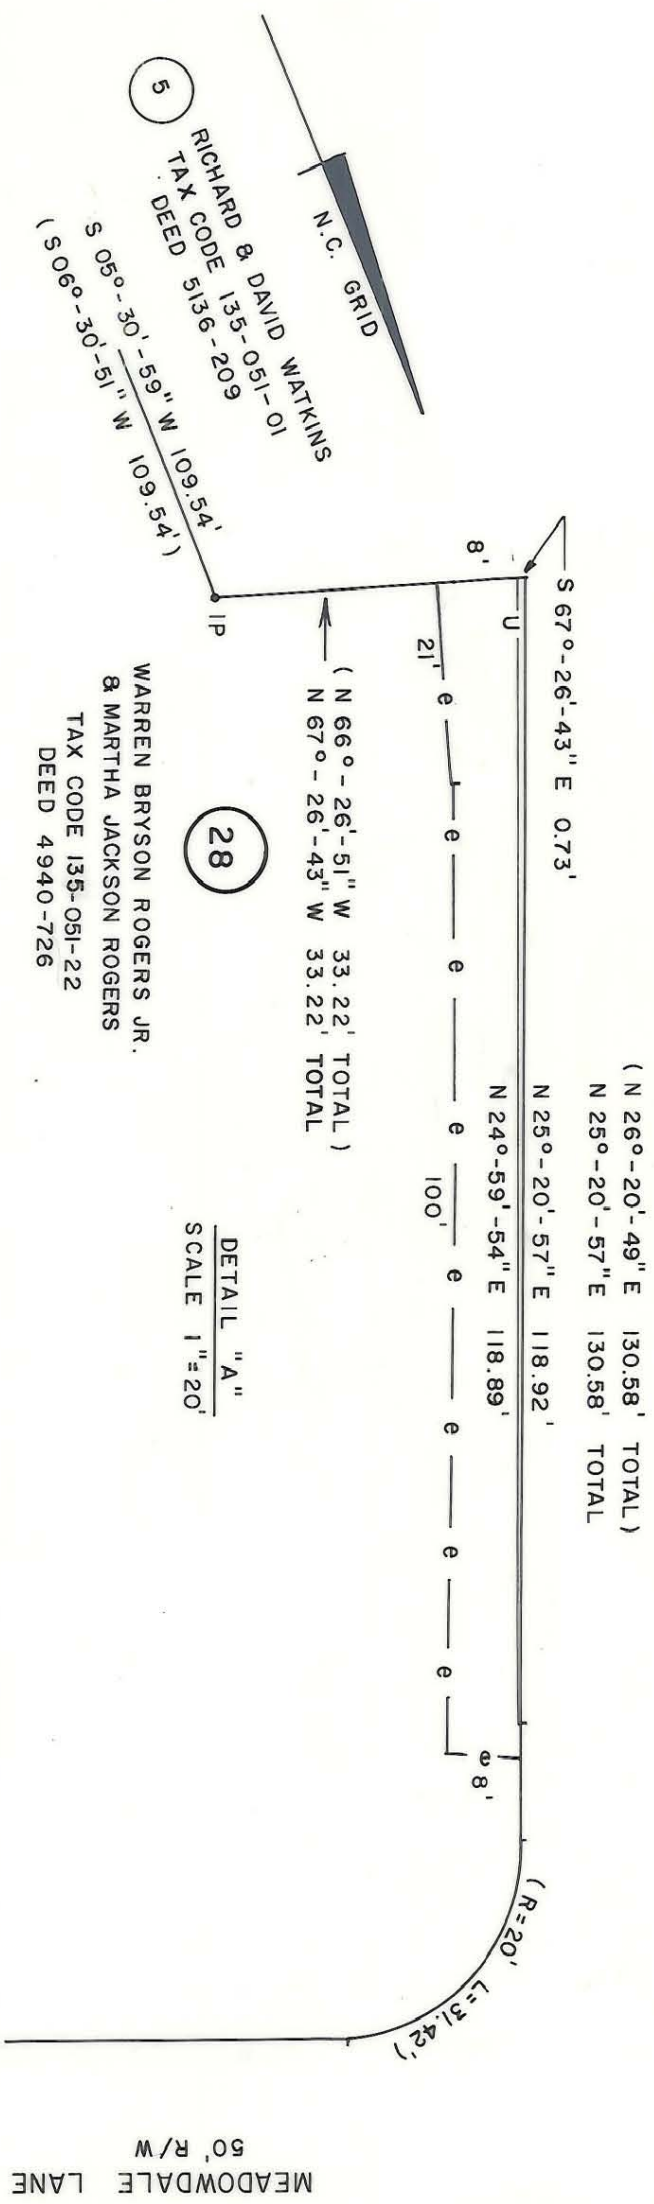 5
RICHARD & DAVID WATKINS
TAX CODE 135-051-01
DEED 5136-209
N.C. GRID
S 05°-30'-59" W 109.54'
( S 06°-30'-51" W 109.54' )
IP
8'
U
S 67°-26'-43" E 0.73'
21'
e
e
e
e
e
e
e
e
e
8'
100'
( N 66°-26'-51" W 33.22' TOTAL )
N 67°-26'-43" W 33.22' TOTAL
28
WARREN BRYSON ROGERS JR.
& MARTHA JACKSON ROGERS
TAX CODE 135-051-22
DEED 4940-726
( N 26°-20'-49" E 130.58' TOTAL )
N 25°-20'-57" E 130.58' TOTAL
N 25°-20'-57" E 118.92'
N 24°-59'-54" E 118.89'
DETAIL "A"
SCALE 1"=20'
( R=20' L=31.42' )
MEADOWDALE LANE
50' R/W